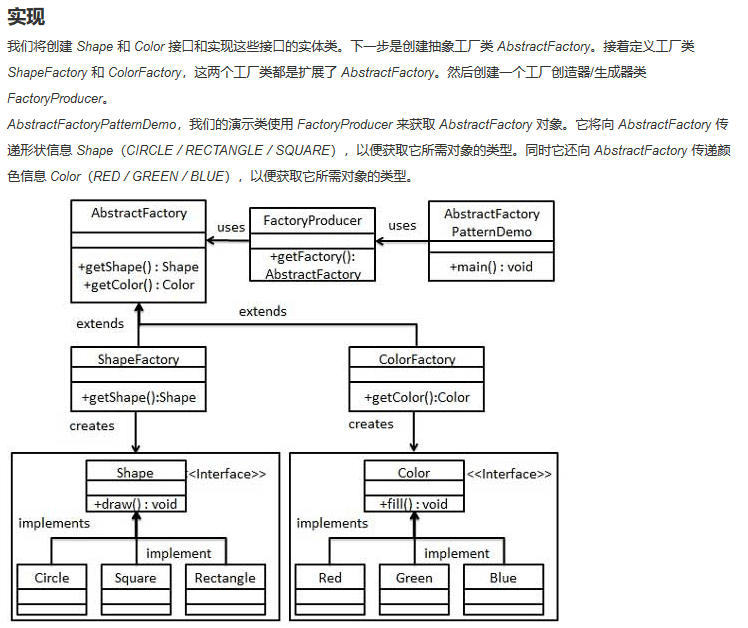 实现
我们将创建 Shape 和 Color 接口和实现这些接口的实体类。下一步是创建抽象工厂类 AbstractFactory。接着定义工厂类
ShapeFactory 和 ColorFactory，这两个工厂类都是扩展了 AbstractFactory。然后创建一个工厂创造器/生成器类
FactoryProducer。
AbstractFactoryPatternDemo，我们的演示类使用 FactoryProducer 来获取 AbstractFactory 对象。它将向 AbstractFactory 传
递形状信息 Shape（CIRCLE / RECTANGLE / SQUARE），以便获取它所需对象的类型。同时它还向 AbstractFactory 传递颜
色信息 Color（RED / GREEN / BLUE），以便获取它所需对象的类型。
AbstractFactory
+getShape() : Shape
+getColor() : Color
uses
FactoryProducer
+getFactory():
AbstractFactory
uses
AbstractFactory
PatternDemo
+main() : void
extends
extends
ShapeFactory
+getShape():Shape
ColorFactory
+getColor():Color
creates
creates
Shape
<<Interface>>
+draw() : void
implements
implement
Circle
Square
Rectangle
Color
<<Interface>>
+fill() : void
implements
implement
Red
Green
Blue